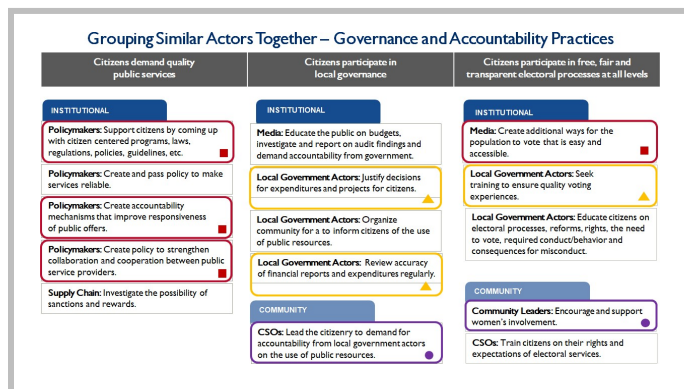 Grouping Similar Actors Together – Governance and Accountability Practices
Citizens demand quality
public services
Citizens participate in
local governance
Citizens participate in free, fair and
transparent electoral processes at all levels
INSTITUTIONAL
Policymakers: Support citizens by coming up
with citizen centered programs, laws,
regulations, policies, guidelines, etc.
Policymakers: Create and pass policy to make
services reliable.
Policymakers: Create accountability
mechanisms that improve responsiveness
of public offers.
Policymakers: Create policy to strengthen
collaboration and cooperation between public
service providers.
Supply Chain: Investigate the possibility of
sanctions and rewards.
INSTITUTIONAL
Media: Educate the public on budgets,
investigate and report on audit findings and
demand accountability from government.
Local Government Actors: Justify decisions
for expenditures and projects for citizens.
Local Government Actors: Organize
community for a to inform citizens of the use
of public resources.
Local Government Actors: Review accuracy
of financial reports and expenditures regularly.
COMMUNITY
CSOs: Lead the citizenry to demand for
accountability from local government actors
on the use of public resources.
INSTITUTIONAL
Media: Create additional ways for the
population to vote that is easy and
accessible.
Local Government Actors: Seek
training to ensure quality voting
experiences.
Local Government Actors: Educate citizens on
electoral processes, reforms, rights, the need
to vote, required conduct/behavior and
consequences for misconduct.
COMMUNITY
Community Leaders: Encourage and support
women's involvement.
CSOs: Train citizens on their rights and
expectations of electoral services.